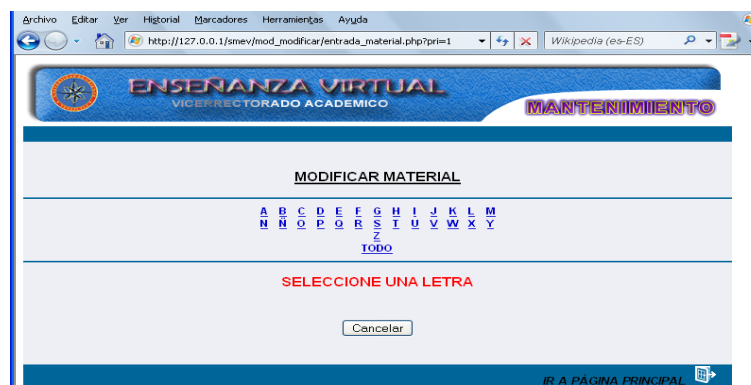 Archivo Editar Ver Historial Marcadores Herramientas Ayuda
http://127.0.0.1/smev/mod_modificar/entrada_material.php?pri=1 Wikipedia (es-ES)
ENSEÑANZA VIRTUAL
VICERRECTORADO ACADEMICO
MANTENIMIENTO
MODIFICAR MATERIAL
A B C D E F G H I J K L M
N Ñ O P Q R S T U V W X Y
Z
TODO
SELECCIONE UNA LETRA
Cancelar
IR A PÁGINA PRINCIPAL